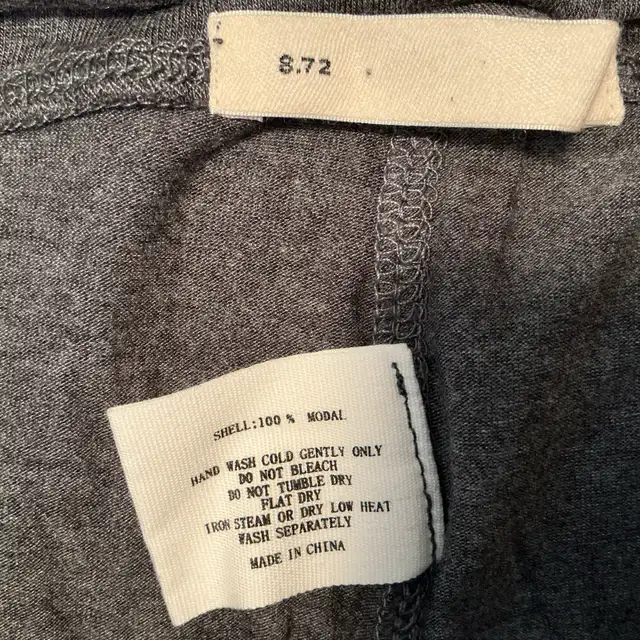 8.72
SHELL:100 % MODAL
HAND WASH COLD GENTLY ONLY
DO NOT BLEACH
DO NOT TUMBLE DRY
FLAT DRY
IRON STEAM OR DRY LOW HEAT
WASH SEPARATELY
MADE IN CHINA